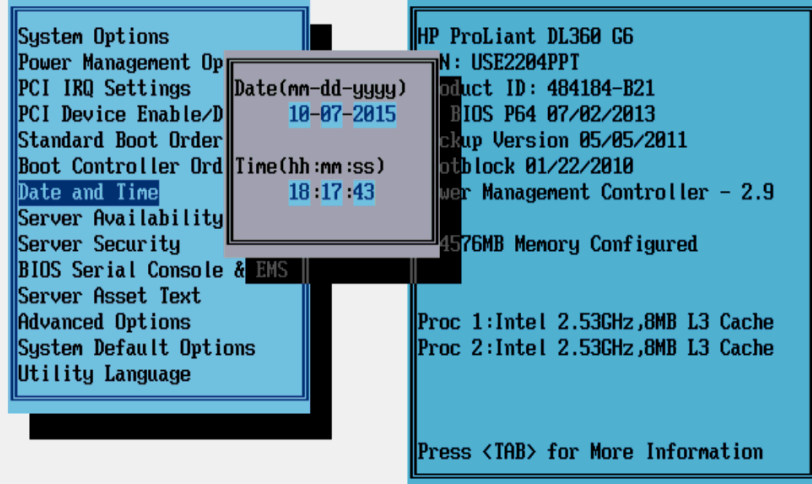 System Options
Power Management Op
PCI IRQ Settings
PCI Device Enable/D
Standard Boot Order
Boot Controller Ord
Date and Time
Server Availability
Server Security
BIOS Serial Console & EMS
Server Asset Text
Advanced Options
System Default Options
Utility Language
Date(mm-dd-yyyy)
10-07-2015
Time(hh:mm:ss)
18:17:43
HP ProLiant DL360 G6
N: USE2204PPT
oduct ID: 484184-B21
BIOS P64 07/02/2013
ckup Version 05/05/2011
otblock 01/22/2010
wer Management Controller - 2.9
4576MB Memory Configured
Proc 1:Intel 2.53GHz,8MB L3 Cache
Proc 2:Intel 2.53GHz,8MB L3 Cache
Press <TAB> for More Information